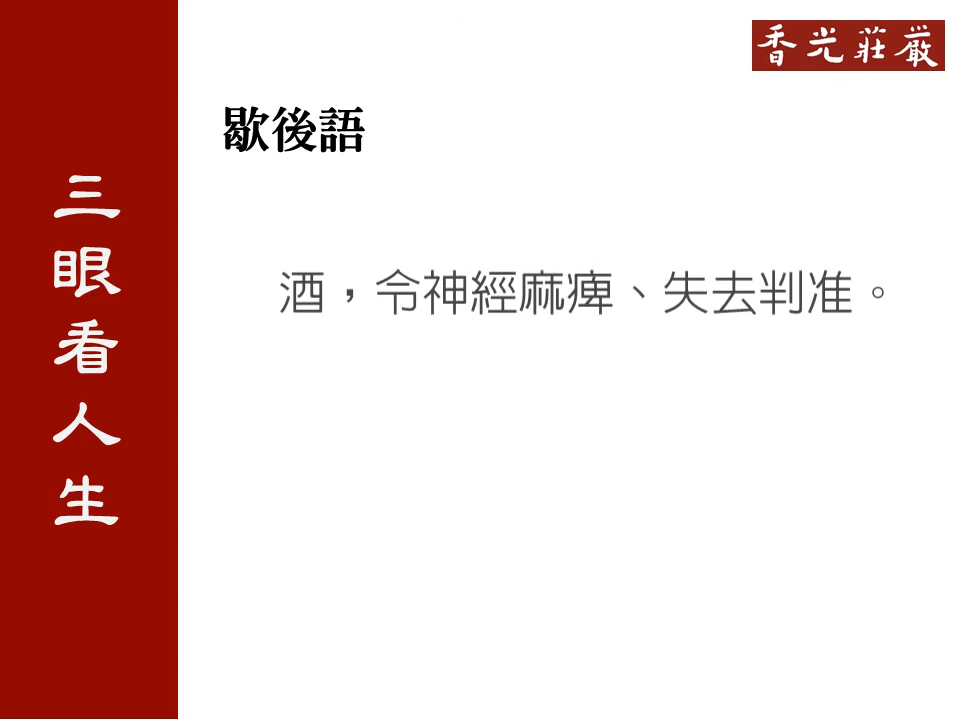 香光莊严
歇後語
三眼看人生
酒，令神經麻痺、失去判准。